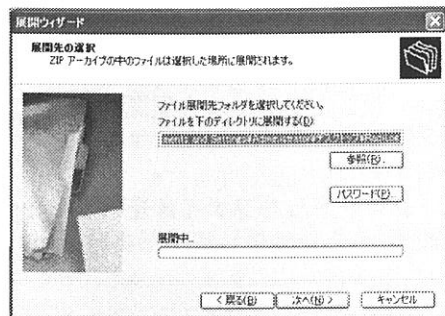 展開ウィザード
展開先の選択
ZIP アーカイブの中のファイルは選択した場所に展開されます。
ファイル展開先フォルダを選択してください。
ファイルを下のディレクトリに展開する(D):
参照(R)...
パスワード(P)...
展開中...
< 戻る(B)
次へ(N) >
キャンセル